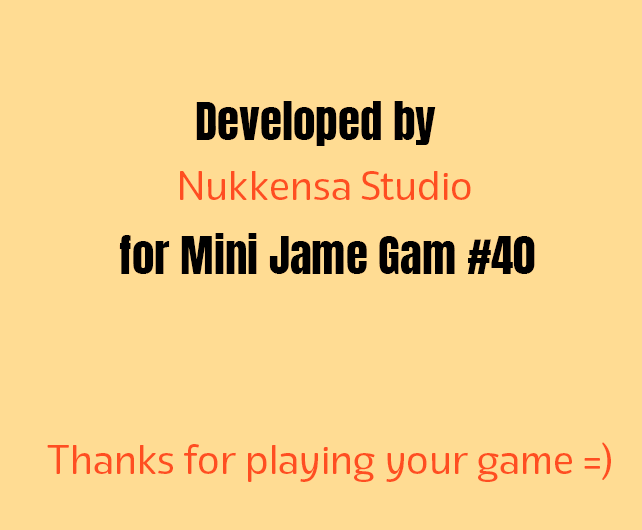 Developed by
Nukkensa Studio
for Mini Jame Gam #40
Thanks for playing your game =)